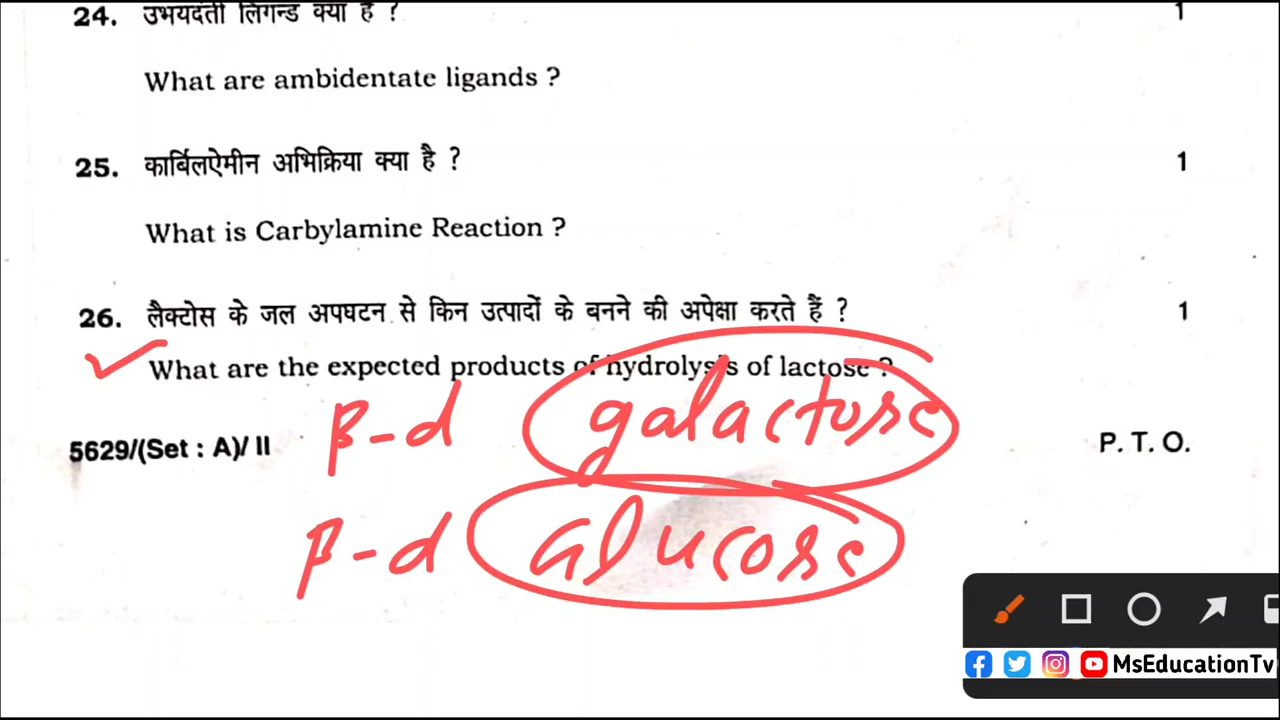 24. उभयदंती लिगन्ड क्या है ? 1
What are ambidentate ligands ?
25. कार्बिलऐमीन अभिक्रिया क्या है ? 1
What is Carbylamine Reaction ?
26. लैक्टोस के जल अपघटन से किन उत्पादों के बनने की अपेक्षा करते हैं ? 1
What are the expected products of hydrolysis of lactose ?
β-d galactose
5629/(Set : A)/ II P. T. O.
β-d Glucose
MsEducationTv